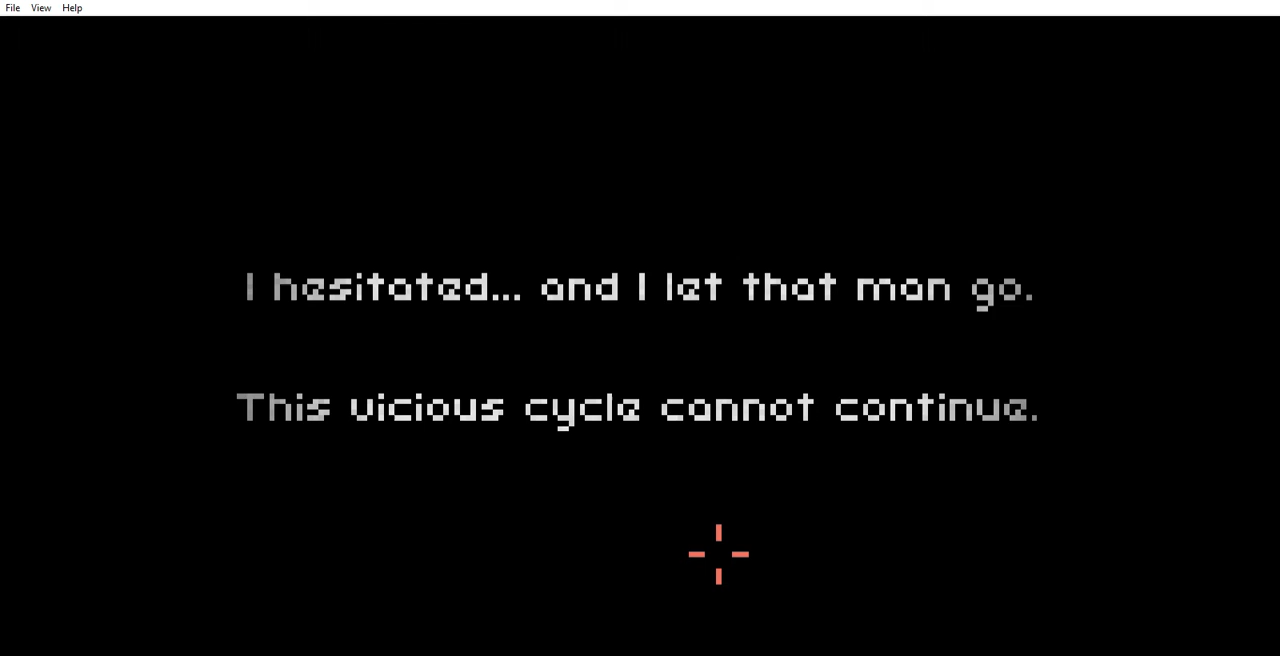 File View Help
I hesitated... and I let that man go.
This vicious cycle cannot continue.